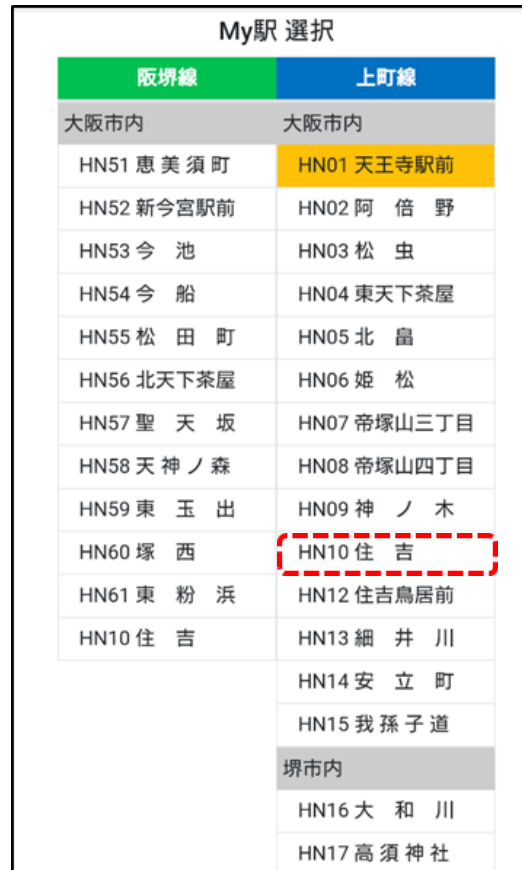 My駅 選択
阪堺線
上町線
大阪市内
大阪市内
HN51 恵 美 須 町
HN01 天王寺駅前
HN52 新今宮駅前
HN02 阿　倍　野
HN53 今　池
HN03 松　虫
HN54 今　船
HN04 東天下茶屋
HN55 松　田　町
HN05 北　畠
HN56 北天下茶屋
HN06 姫　松
HN57 聖　天　坂
HN07 帝塚山三丁目
HN58 天 神 ノ 森
HN08 帝塚山四丁目
HN59 東　玉　出
HN09 神　ノ　木
HN60 塚　西
HN10 住　吉
HN61 東　粉　浜
HN12 住吉鳥居前
HN10 住　吉
HN13 細　井　川
HN14 安　立　町
HN15 我 孫 子 道
堺市内
HN16 大　和　川
HN17 高 須 神 社